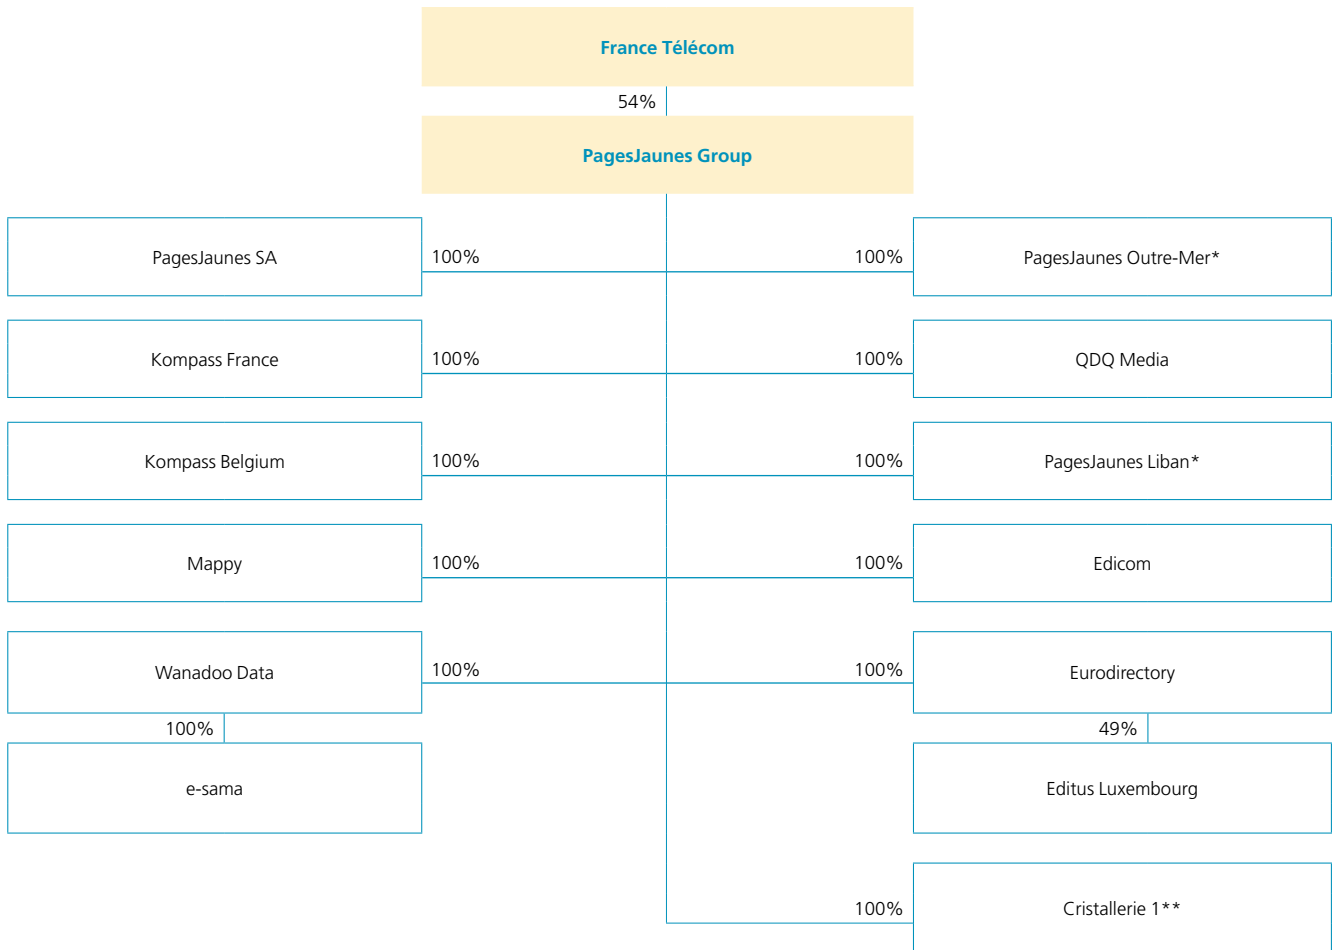 France Télécom
54%
PagesJaunes Group
PagesJaunes SA
100%
100%
PagesJaunes Outre-Mer*
Kompass France
100%
100%
QDQ Media
Kompass Belgium
100%
100%
PagesJaunes Liban*
Mappy
100%
100%
Edicom
Wanadoo Data
100%
100%
Eurodirectory
100%
49%
e-sama
Editus Luxembourg
100%
Cristallerie 1**